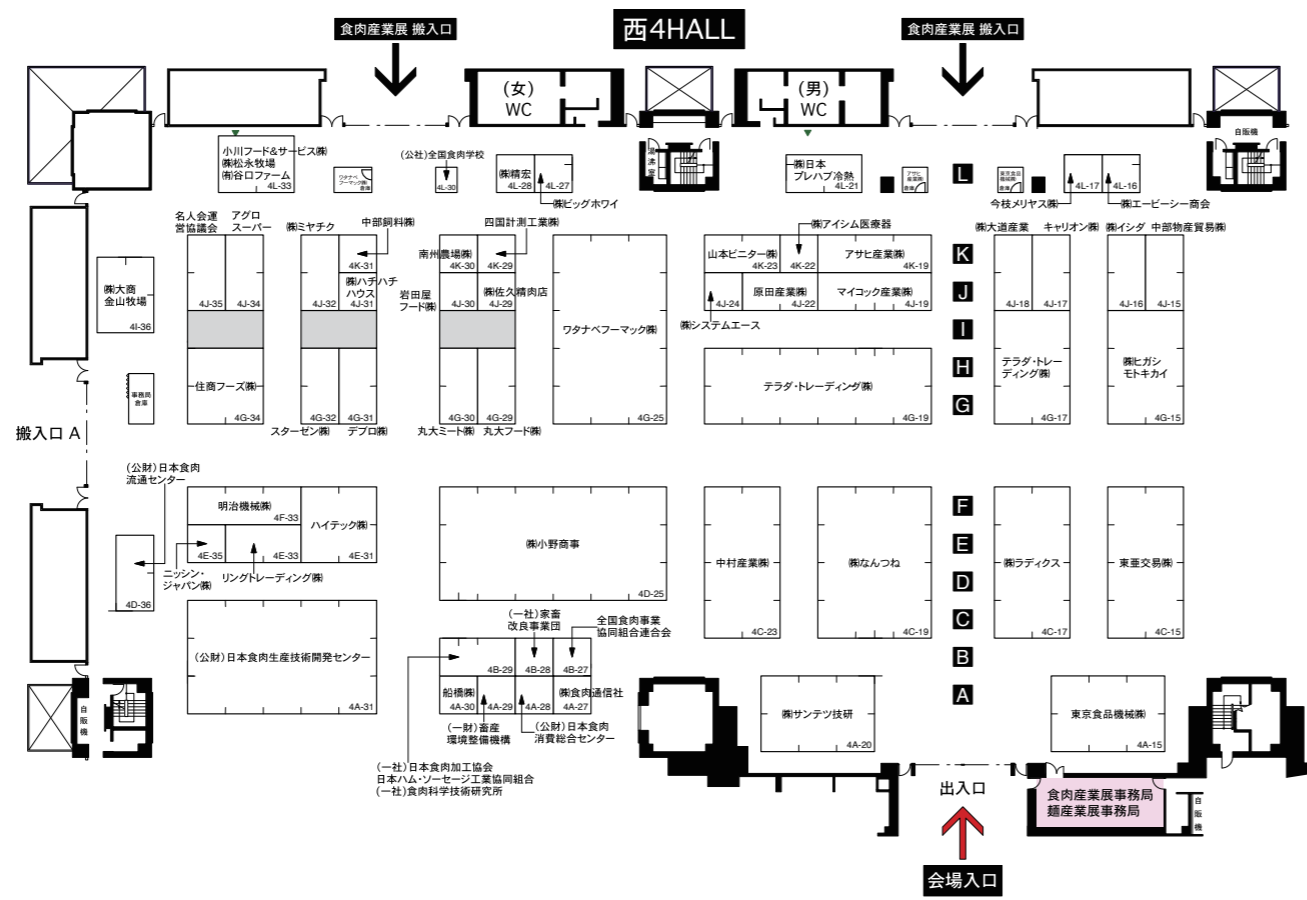 西4HALL
食肉産業展 搬入口
食肉産業展 搬入口
(女)
WC
(男)
WC
湯沸室
自販機
小川フード&サービス㈱
㈱松永牧場
㈲谷口ファーム
4L-33
ワタナベ
フーマック㈱
倉庫
(公社)全国食肉学校
4L-30
㈱精宏
4L-28
4L-27
㈱ビッグホワイ
㈱日本
プレハブ冷熱
4L-21
アサヒ
産業㈱
倉庫
L
東京食品
機械㈱
倉庫
4L-17
4L-16
今枝メリヤス㈱
㈱エービーシー商会
名人会運
営協議会
アグロ
スーパー
㈱ミヤチク
中部飼料㈱
四国計測工業㈱
㈱アイシム医療器
㈱大道産業
キャリオン㈱
㈱イシダ
中部物産貿易㈱
4K-31
南州農場㈱
4K-30
4K-29
山本ビニター㈱
4K-23
4K-22
アサヒ産業㈱
4K-19
K
㈱大商
金山牧場
4I-36
4J-35
4J-34
4J-32
㈱ハチハチ
ハウス
4J-31
岩田屋
フード㈱
4J-30
㈱佐久精肉店
4J-29
4J-24
原田産業㈱
4J-22
マイコック産業㈱
4J-19
J
4J-18
4J-17
4J-16
4J-15
㈱システムエース
ワタナベフーマック㈱
4G-25
I
住商フーズ㈱
4G-34
4G-32
4G-31
4G-30
4G-29
テラダ・トレーディング㈱
4G-19
H
G
テラダ・トレー
ディング㈱
4G-17
㈱ヒガシ
モトキカイ
4G-15
事務局
倉庫
スターゼン㈱
デブロ㈱
丸大ミート㈱
丸大フード㈱
搬入口 A
(公財)日本食肉
流通センター
4D-36
明治機械㈱
4F-33
ハイテック㈱
4E-31
4E-35
4E-33
ニッシン・
ジャパン㈱
リングトレーディング㈱
㈱小野商事
4D-25
中村産業㈱
4C-23
㈱なんつね
4C-19
F
E
D
C
B
A
㈱ラディクス
4C-17
東亜交易㈱
4C-15
(公財)日本食肉生産技術開発センター
4A-31
(一社)家畜
改良事業団
全国食肉事業
協同組合連合会
4B-29
4B-28
4B-27
船橋㈱
4A-30
4A-29
4A-28
㈱食肉通信社
4A-27
(一財)畜産
環境整備機構
(公財)日本食肉
消費総合センター
(一社)日本食肉加工協会
日本ハム・ソーセージ工業協同組合
(一社)食肉科学技術研究所
㈱サンテツ技研
4A-20
東京食品機械㈱
4A-15
自販機
出入口
食肉産業展事務局
麺産業展事務局
自販機
会場入口